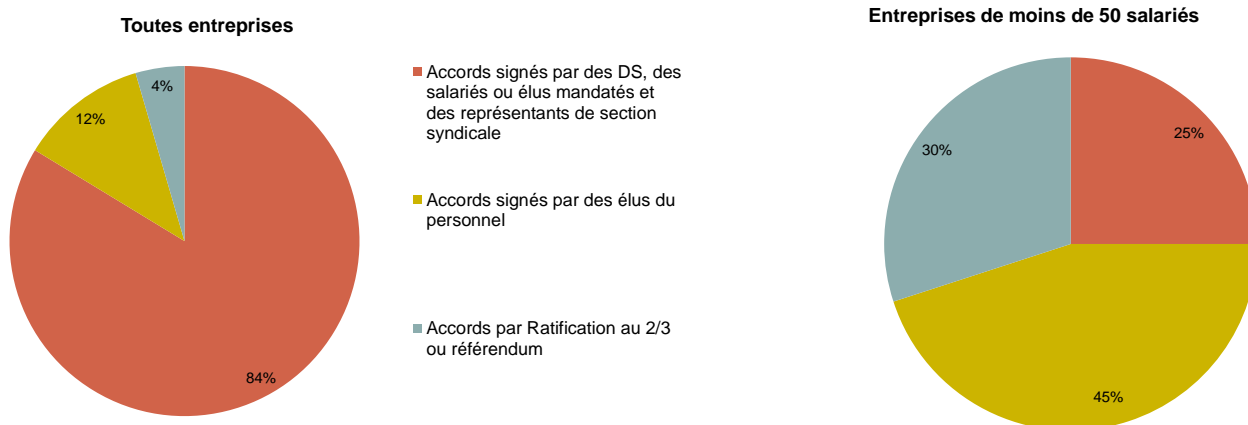 Toutes entreprises
4%
12%
84%
Accords signés par des DS, des
salariés ou élus mandatés et
des représentants de section
syndicale
Accords signés par des élus du
personnel
Accords par Ratification au 2/3
ou référendum
Entreprises de moins de 50 salariés
25%
30%
45%